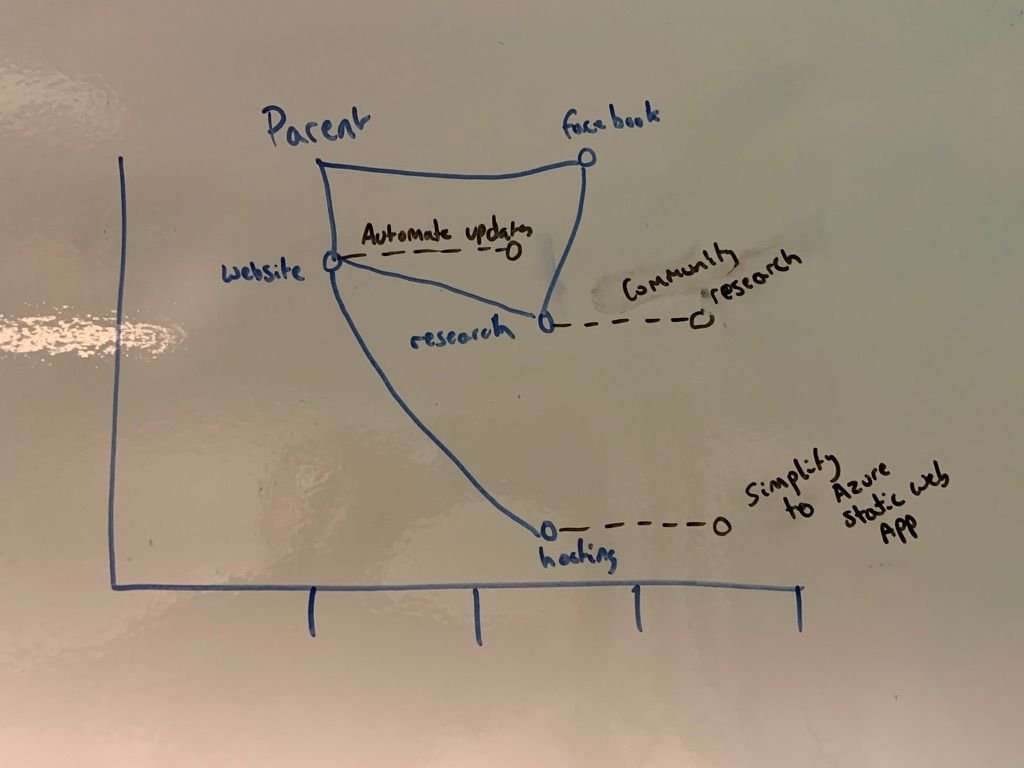 Parent
facebook
Automate updates
website
Community
research
research
Simplify
to Azure
static web
App
hosting